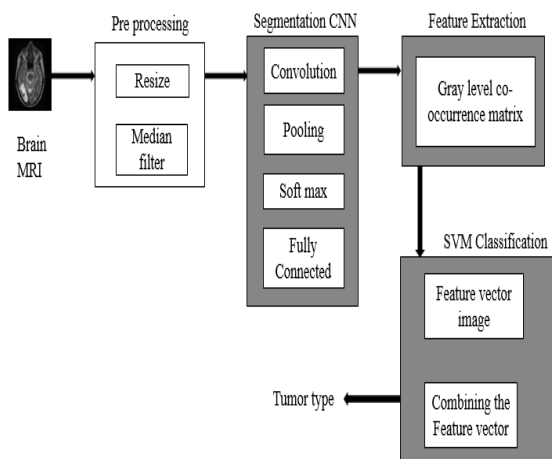 Brain
MRI
Pre processing
Resize
Median
filter
Segmentation CNN
Convolution
Pooling
Soft max
Fully
Connected
Feature Extraction
Gray level co-
occurrence matrix
SVM Classification
Feature vector
image
Combining the
Feature vector
Tumor type